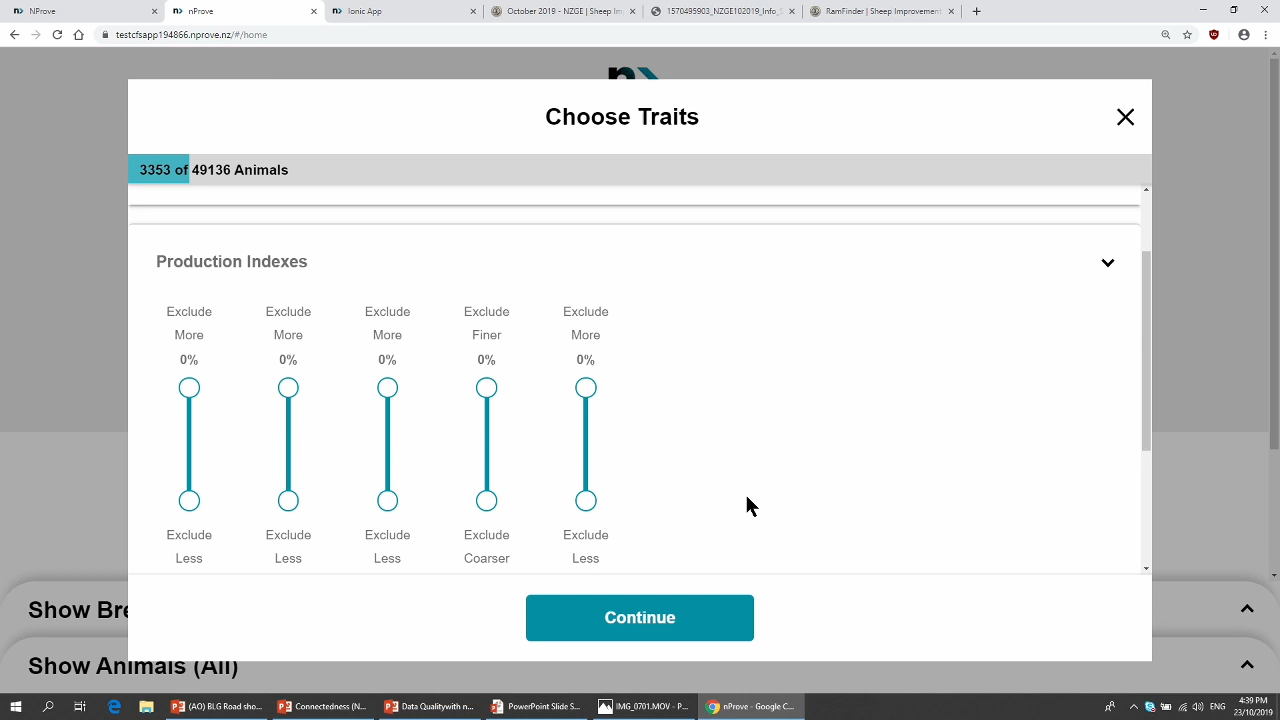 NProve
nProve
Ionic App
October 2019 - NZGE | Sheep Im
1570495903_NZGE102019_Info_
RamFinder | Sheep Improvement
testcfsapp194866.nprove.nz/#/home
Choose Traits
3353 of 49136 Animals
Production Indexes
Exclude Exclude Exclude Exclude Exclude
More More More Finer More
0% 0% 0% 0% 0%
Exclude Exclude Exclude Exclude Exclude
Less Less Less Coarser Less
Continue
Show Bre
Show Animals (All)
(AO) BLG Road sho...
Connectedness (N...
Data Qualitywith n...
PowerPoint Slide S...
IMG_0701.MOV - P...
nProve - Google C...
ENG
4:39 PM
23/10/2019